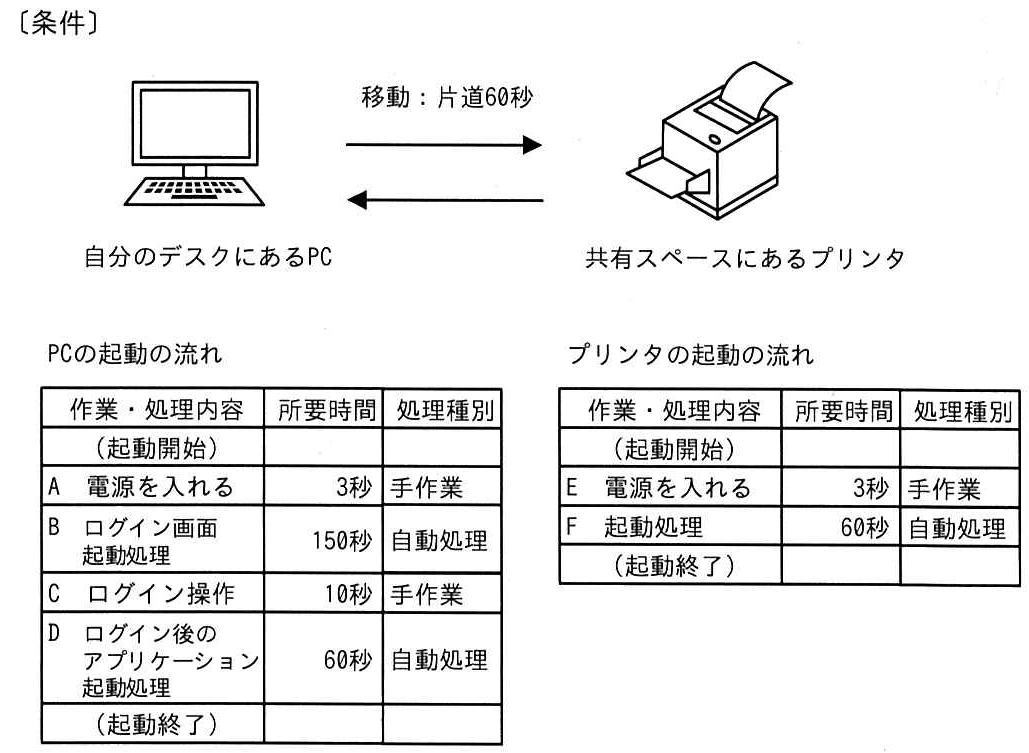 〔条件〕
移動：片道60秒
自分のデスクにあるPC
共有スペースにあるプリンタ
PCの起動の流れ
作業・処理内容 所要時間 処理種別
（起動開始）
A 電源を入れる 3秒 手作業
B ログイン画面
起動処理 150秒 自動処理
C ログイン操作 10秒 手作業
D ログイン後の
アプリケーション
起動処理 60秒 自動処理
（起動終了）
プリンタの起動の流れ
作業・処理内容 所要時間 処理種別
（起動開始）
E 電源を入れる 3秒 手作業
F 起動処理 60秒 自動処理
（起動終了）